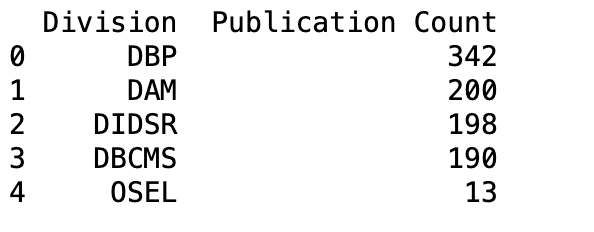 Division Publication Count
0 DBP 342
1 DAM 200
2 DIDSR 198
3 DBCMS 190
4 OSEL 13